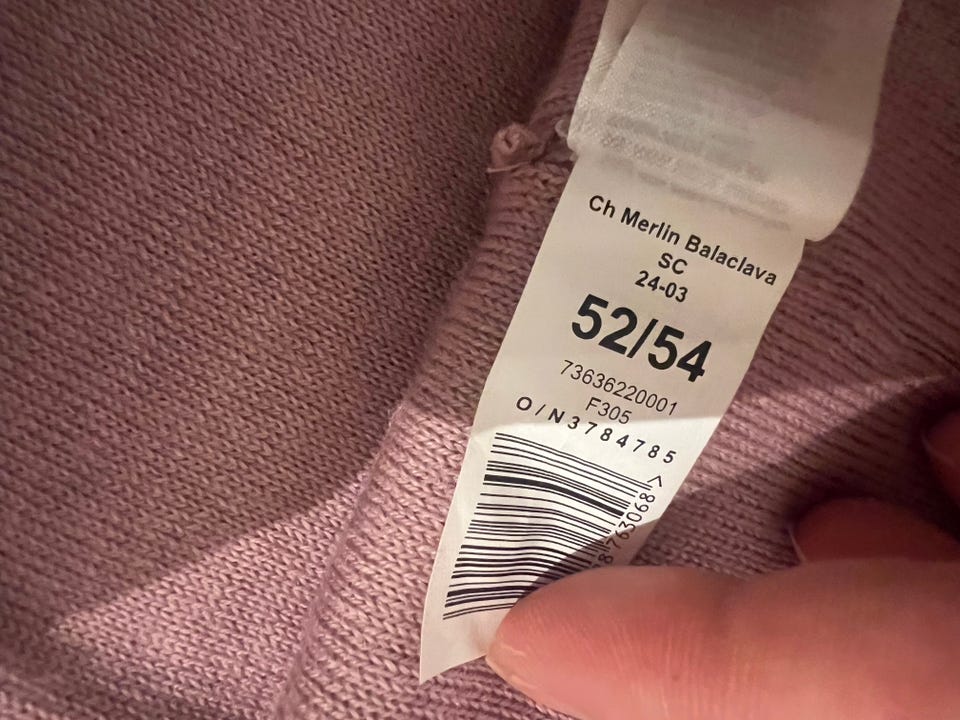 Ch Merlin Balaclava
SC
24-03
52/54
73636220001
F305
O/N3784785